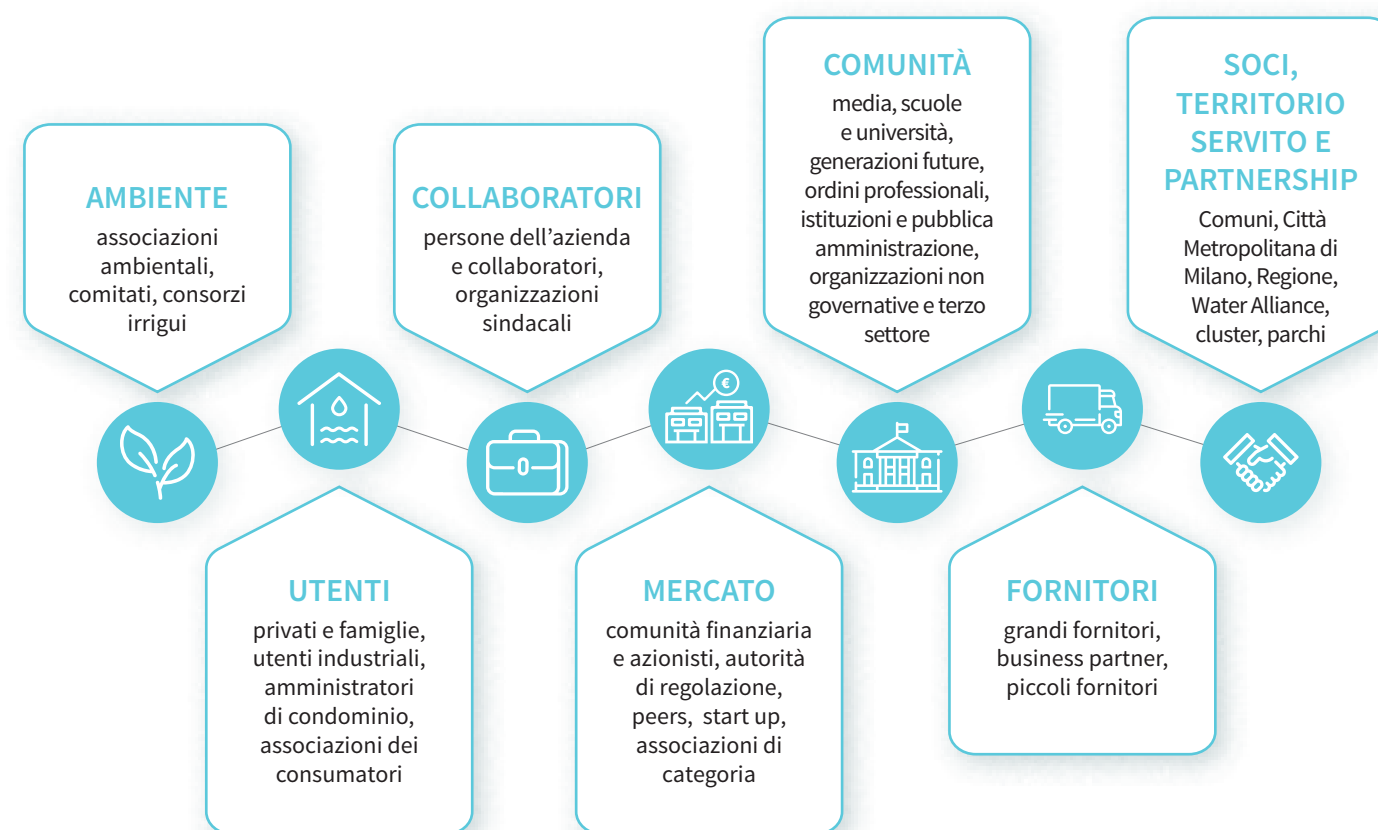 AMBIENTE
associazioni
ambientali,
comitati, consorzi
irrigui
UTENTI
privati e famiglie,
utenti industriali,
amministratori
di condominio,
associazioni dei
consumatori
COLLABORATORI
persone dell’azienda
e collaboratori,
organizzazioni
sindacali
MERCATO
comunità finanziaria
e azionisti, autorità
di regolazione,
peers, start up,
associazioni di
categoria
€
COMUNITÀ
media, scuole
e università,
generazioni future,
ordini professionali,
istituzioni e pubblica
amministrazione,
organizzazioni non
governative e terzo
settore
FORNITORI
grandi fornitori,
business partner,
piccoli fornitori
SOCI,
TERRITORIO
SERVITO E
PARTNERSHIP
Comuni, Città
Metropolitana di
Milano, Regione,
Water Alliance,
cluster, parchi